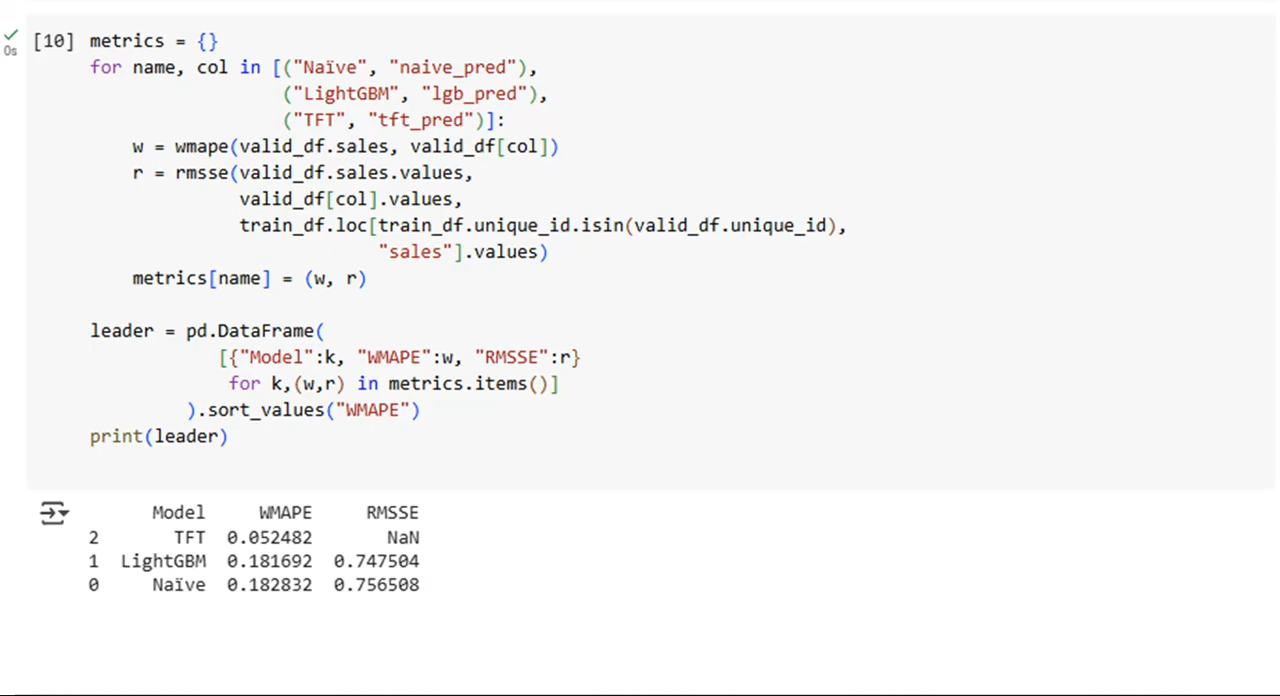 [10] metrics = {}
0s
for name, col in [("Naïve", "naive_pred"),
("LightGBM", "lgb_pred"),
("TFT", "tft_pred")]:
w = wmape(valid_df.sales, valid_df[col])
r = rmsse(valid_df.sales.values,
valid_df[col].values,
train_df.loc[train_df.unique_id.isin(valid_df.unique_id),
"sales"].values)
metrics[name] = (w, r)
leader = pd.DataFrame(
[{"Model":k, "WMAPE":w, "RMSSE":r}
for k,(w,r) in metrics.items()]
).sort_values("WMAPE")
print(leader)
Model WMAPE RMSSE
2 TFT 0.052482 NaN
1 LightGBM 0.181692 0.747504
0 Naïve 0.182832 0.756508